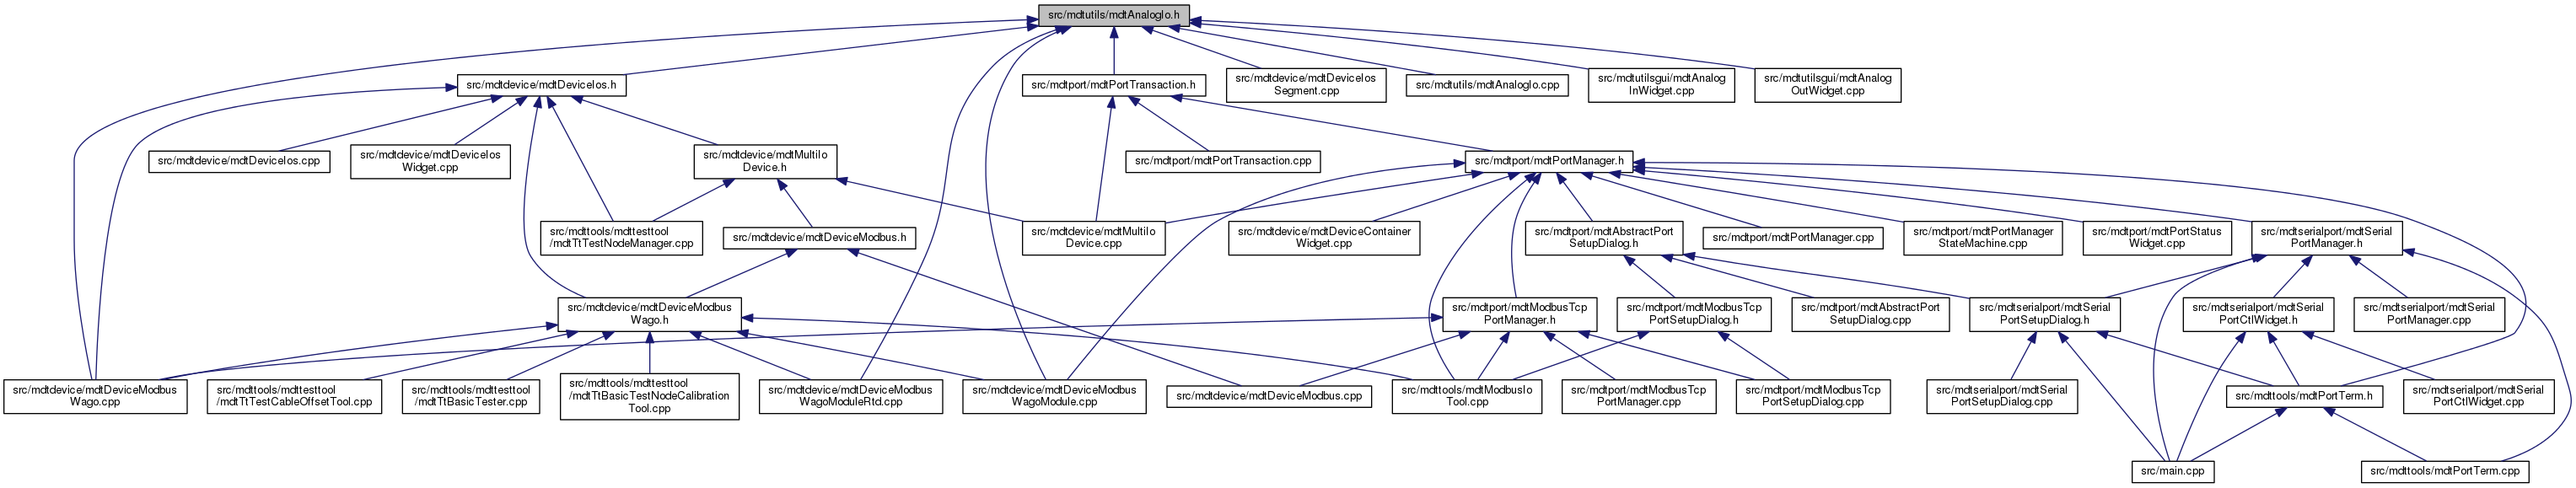 src/mdtutils/mdtAnalogIo.h
src/mdtdevice/mdtDeviceIos.h
src/mdtport/mdtPortTransaction.h
src/mdtdevice/mdtDeviceIos
Segment.cpp
src/mdtutils/mdtAnalogIo.cpp
src/mdtutilsgui/mdtAnalog
InWidget.cpp
src/mdtutilsgui/mdtAnalog
OutWidget.cpp
src/mdtdevice/mdtDeviceIos.cpp
src/mdtdevice/mdtDeviceIos
Widget.cpp
src/mdtdevice/mdtMultiIo
Device.h
src/mdtport/mdtPortTransaction.cpp
src/mdtport/mdtPortManager.h
src/mdttools/mdttesttool
/mdtTtTestNodeManager.cpp
src/mdtdevice/mdtDeviceModbus.h
src/mdtdevice/mdtMultiIo
Device.cpp
src/mdtdevice/mdtDeviceContainer
Widget.cpp
src/mdtport/mdtAbstractPort
SetupDialog.h
src/mdtport/mdtPortManager.cpp
src/mdtport/mdtPortManager
StateMachine.cpp
src/mdtport/mdtPortStatus
Widget.cpp
src/mdtserialport/mdtSerial
PortManager.h
src/mdtdevice/mdtDeviceModbus
Wago.h
src/mdtport/mdtModbusTcp
PortManager.h
src/mdtport/mdtModbusTcp
PortSetupDialog.h
src/mdtport/mdtAbstractPort
SetupDialog.cpp
src/mdtserialport/mdtSerial
PortSetupDialog.h
src/mdtserialport/mdtSerial
PortCtlWidget.h
src/mdtserialport/mdtSerial
PortManager.cpp
src/mdtdevice/mdtDeviceModbus
Wago.cpp
src/mdttools/mdttesttool
/mdtTtTestCableOffsetTool.cpp
src/mdttools/mdttesttool
/mdtTtBasicTester.cpp
src/mdttools/mdttesttool
/mdtTtBasicTestNodeCalibration
Tool.cpp
src/mdtdevice/mdtDeviceModbus
WagoModuleRtd.cpp
src/mdtdevice/mdtDeviceModbus
WagoModule.cpp
src/mdtdevice/mdtDeviceModbus.cpp
src/mdttools/mdtModbusIo
Tool.cpp
src/mdtport/mdtModbusTcp
PortManager.cpp
src/mdtport/mdtModbusTcp
PortSetupDialog.cpp
src/mdtserialport/mdtSerial
PortSetupDialog.cpp
src/mdttools/mdtPortTerm.h
src/mdtserialport/mdtSerial
PortCtlWidget.cpp
src/main.cpp
src/mdttools/mdtPortTerm.cpp